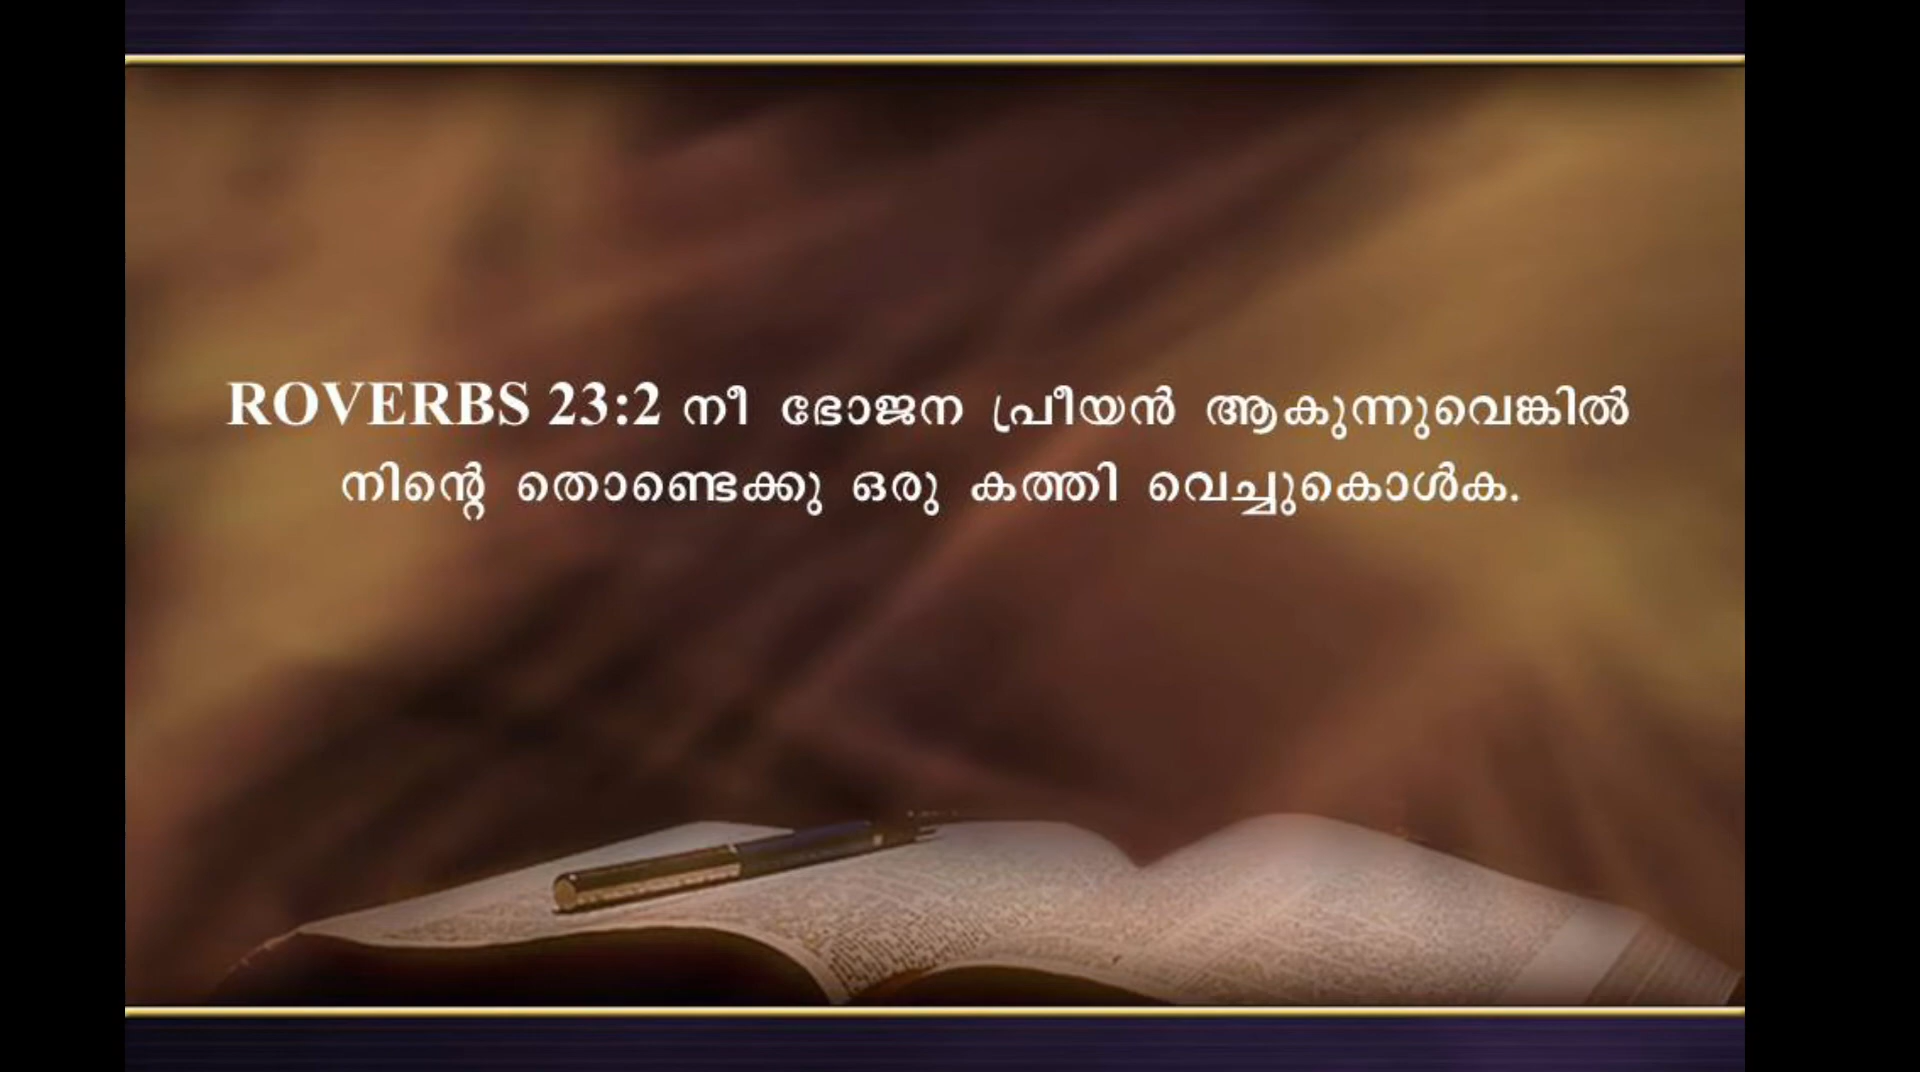 ROVERBS 23:2 നീ ഭോജന പ്രീയൻ ആകുന്നുവെങ്കിൽ
നിന്റെ തൊണ്ടെക്കു ഒരു കത്തി വെച്ചുകൊൾക.